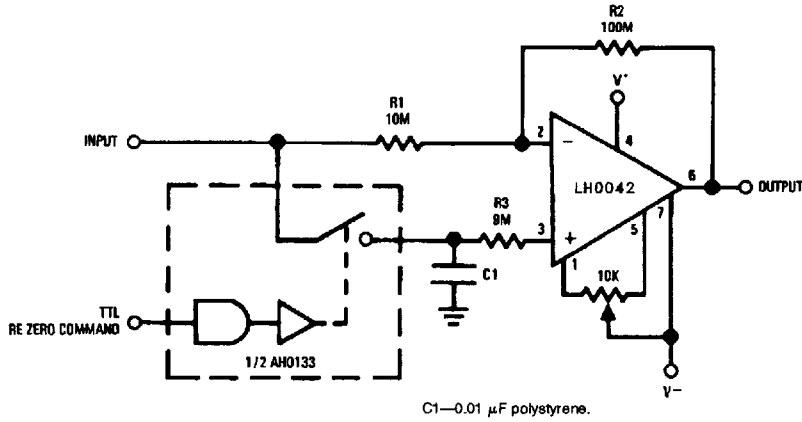 R2
100M
V+
R1
10M
INPUT
2
−
4
LH0042
6
OUTPUT
R3
9M
3
+
5
7
1
10K
C1
TTL
RE ZERO COMMAND
1/2 AH0133
V−
C1—0.01 µF polystyrene.